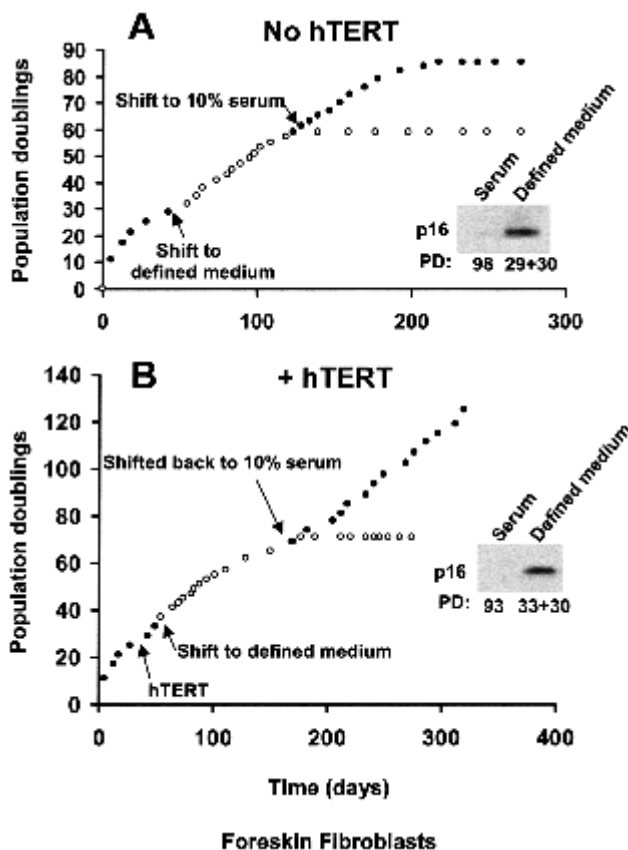 A No hTERT
Population doublings
90
80
70
60
50
40
30
20
10
0
Shift to 10% serum
Shift to
defined medium
Serum
Defined medium
p16
PD: 98 29+30
0 100 200 300
B + hTERT
Population doublings
140
120
100
80
60
40
20
0
Shifted back to 10% serum
Shift to defined medium
hTERT
Serum
Defined medium
p16
PD: 93 33+30
0 100 200 300 400
Time (days)
Foreskin Fibroblasts